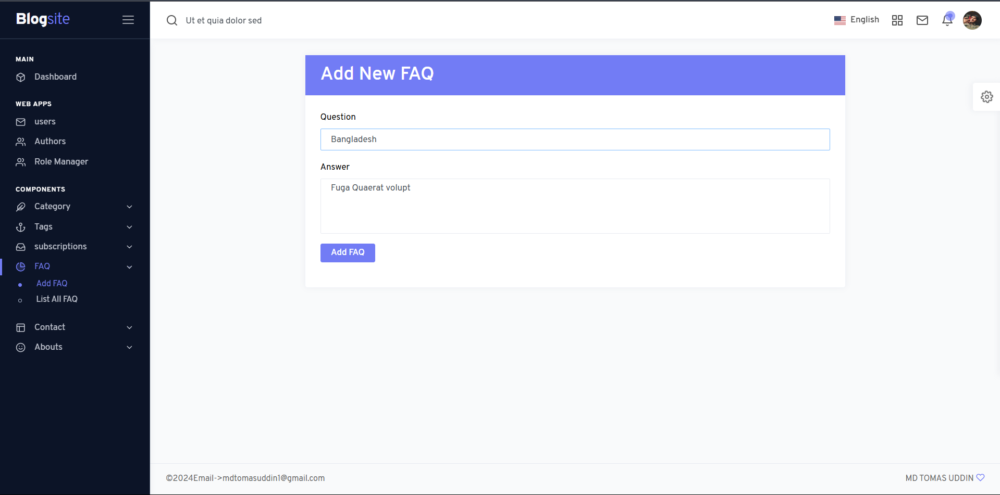 Blogsite
Ut et quia dolor sed
English
MAIN
Dashboard
WEB APPS
users
Authors
Role Manager
COMPONENTS
Category
Tags
subscriptions
FAQ
Add FAQ
List All FAQ
Contact
Abouts
Add New FAQ
Question
Bangladesh
Answer
Fuga Quaerat volupt
Add FAQ
©2024Email->mdtomasuddin1@gmail.com
MD TOMAS UDDIN